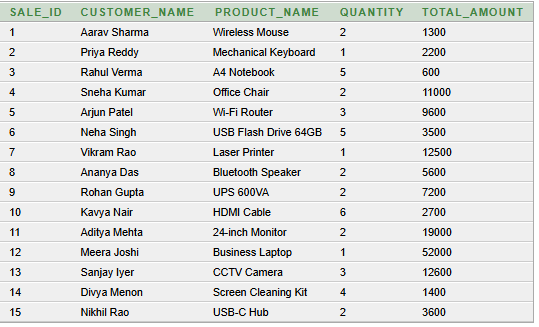 SALE_ID CUSTOMER_NAME PRODUCT_NAME QUANTITY TOTAL_AMOUNT
1 Aarav Sharma Wireless Mouse 2 1300
2 Priya Reddy Mechanical Keyboard 1 2200
3 Rahul Verma A4 Notebook 5 600
4 Sneha Kumar Office Chair 2 11000
5 Arjun Patel Wi-Fi Router 3 9600
6 Neha Singh USB Flash Drive 64GB 5 3500
7 Vikram Rao Laser Printer 1 12500
8 Ananya Das Bluetooth Speaker 2 5600
9 Rohan Gupta UPS 600VA 2 7200
10 Kavya Nair HDMI Cable 6 2700
11 Aditya Mehta 24-inch Monitor 2 19000
12 Meera Joshi Business Laptop 1 52000
13 Sanjay Iyer CCTV Camera 3 12600
14 Divya Menon Screen Cleaning Kit 4 1400
15 Nikhil Rao USB-C Hub 2 3600